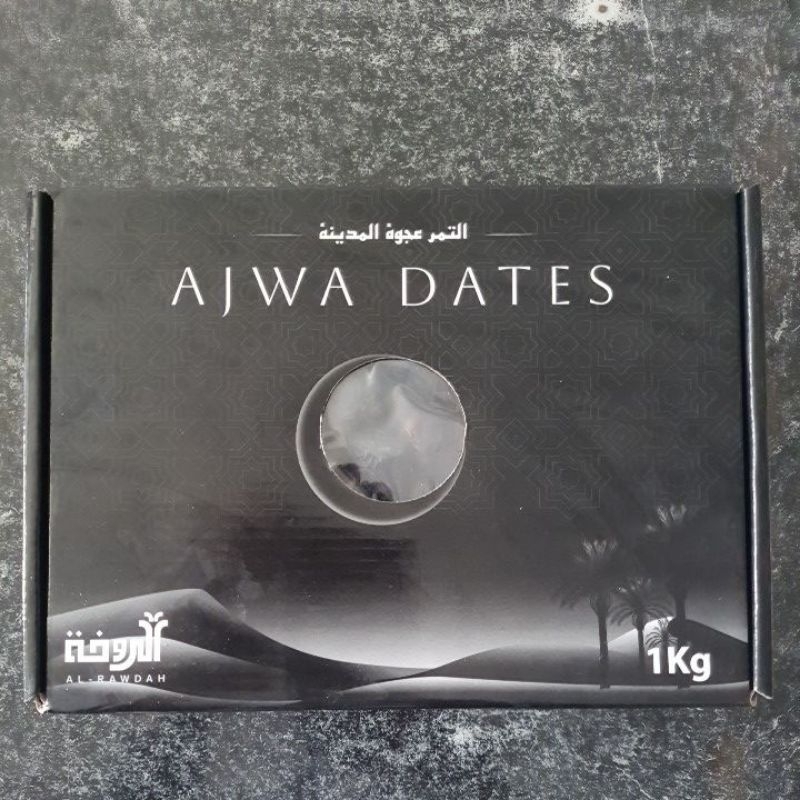 التمر عجوة المدينة
AJWA DATES
الروضة
AL-RAWDAH
1Kg